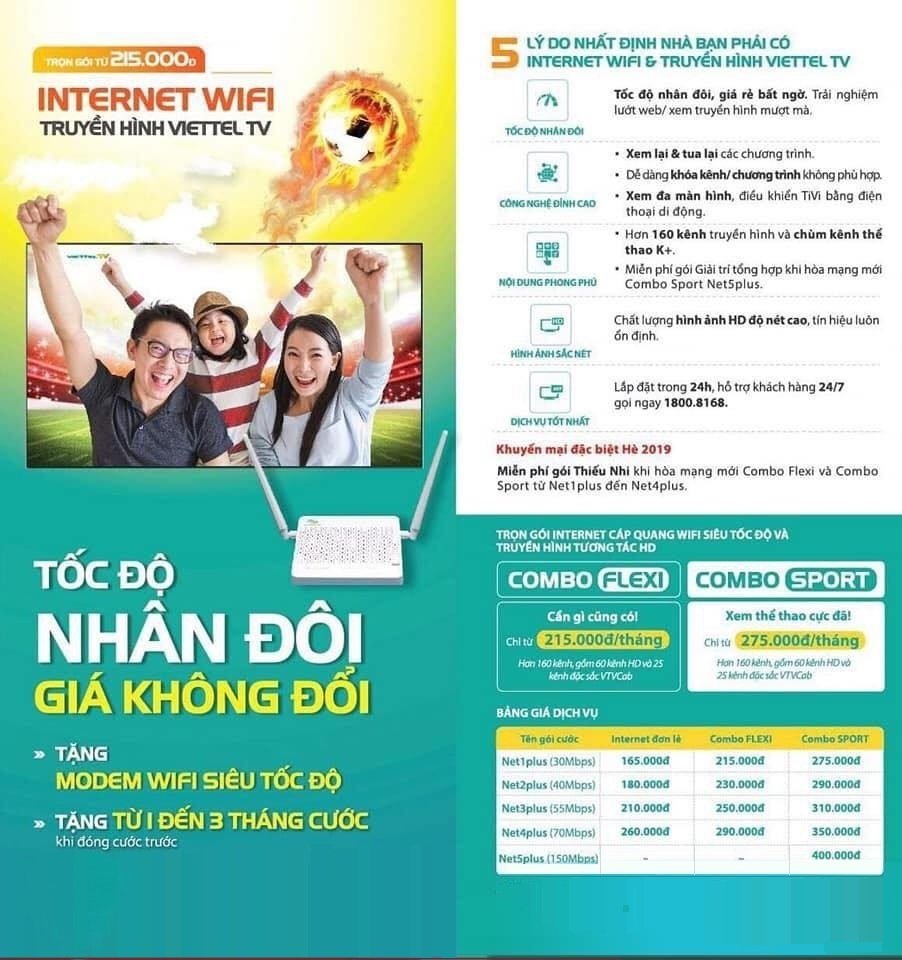 TRỌN GÓI TỪ 215.000Đ
INTERNET WIFI
TRUYỀN HÌNH VIETTEL TV
viettel TV
TỐC ĐỘ
NHÂN ĐÔI
GIÁ KHÔNG ĐỔI
» TẶNG
MODEM WIFI SIÊU TỐC ĐỘ
» TẶNG TỪ 1 ĐẾN 3 THÁNG CƯỚC
khi đóng cước trước
5 LÝ DO NHẤT ĐỊNH NHÀ BẠN PHẢI CÓ
INTERNET WIFI & TRUYỀN HÌNH VIETTEL TV
TỐC ĐỘ NHÂN ĐÔI
Tốc độ nhân đôi, giá rẻ bất ngờ. Trải nghiệm
lướt web/ xem truyền hình mượt mà.
CÔNG NGHỆ ĐỈNH CAO
• Xem lại & tua lại các chương trình.
• Dễ dàng khóa kênh/ chương trình không phù hợp.
• Xem đa màn hình, điều khiển TiVi bằng điện
thoại di động.
NỘI DUNG PHONG PHÚ
• Hơn 160 kênh truyền hình và chùm kênh thể
thao K+.
• Miễn phí gói Giải trí tổng hợp khi hòa mạng mới
Combo Sport Net5plus.
HD
HÌNH ẢNH SẮC NÉT
Chất lượng hình ảnh HD độ nét cao, tín hiệu luôn
ổn định.
DỊCH VỤ TỐT NHẤT
Lắp đặt trong 24h, hỗ trợ khách hàng 24/7
gọi ngay 1800.8168.
Khuyến mại đặc biệt Hè 2019
Miễn phí gói Thiếu Nhi khi hòa mạng mới Combo Flexi và Combo
Sport từ Net1plus đến Net4plus.
TRỌN GÓI INTERNET CÁP QUANG WIFI SIÊU TỐC ĐỘ VÀ
TRUYỀN HÌNH TƯƠNG TÁC HD
COMBO FLEXI
Cần gì cũng có!
Chỉ từ 215.000đ/tháng
Hơn 160 kênh, gồm 60 kênh HD và 25
kênh đặc sắc VTVCab
COMBO SPORT
Xem thể thao cực đã!
Chỉ từ 275.000đ/tháng
Hơn 160 kênh, gồm 60 kênh HD và
25 kênh đặc sắc VTVCab
BẢNG GIÁ DỊCH VỤ
Tên gói cước Internet đơn lẻ Combo FLEXI Combo SPORT
Net1plus (30Mbps) 165.000đ 215.000đ 275.000đ
Net2plus (40Mbps) 180.000đ 230.000đ 290.000đ
Net3plus (55Mbps) 210.000đ 250.000đ 310.000đ
Net4plus (70Mbps) 260.000đ 290.000đ 350.000đ
Net5plus (150Mbps) ~ ~ 400.000đ